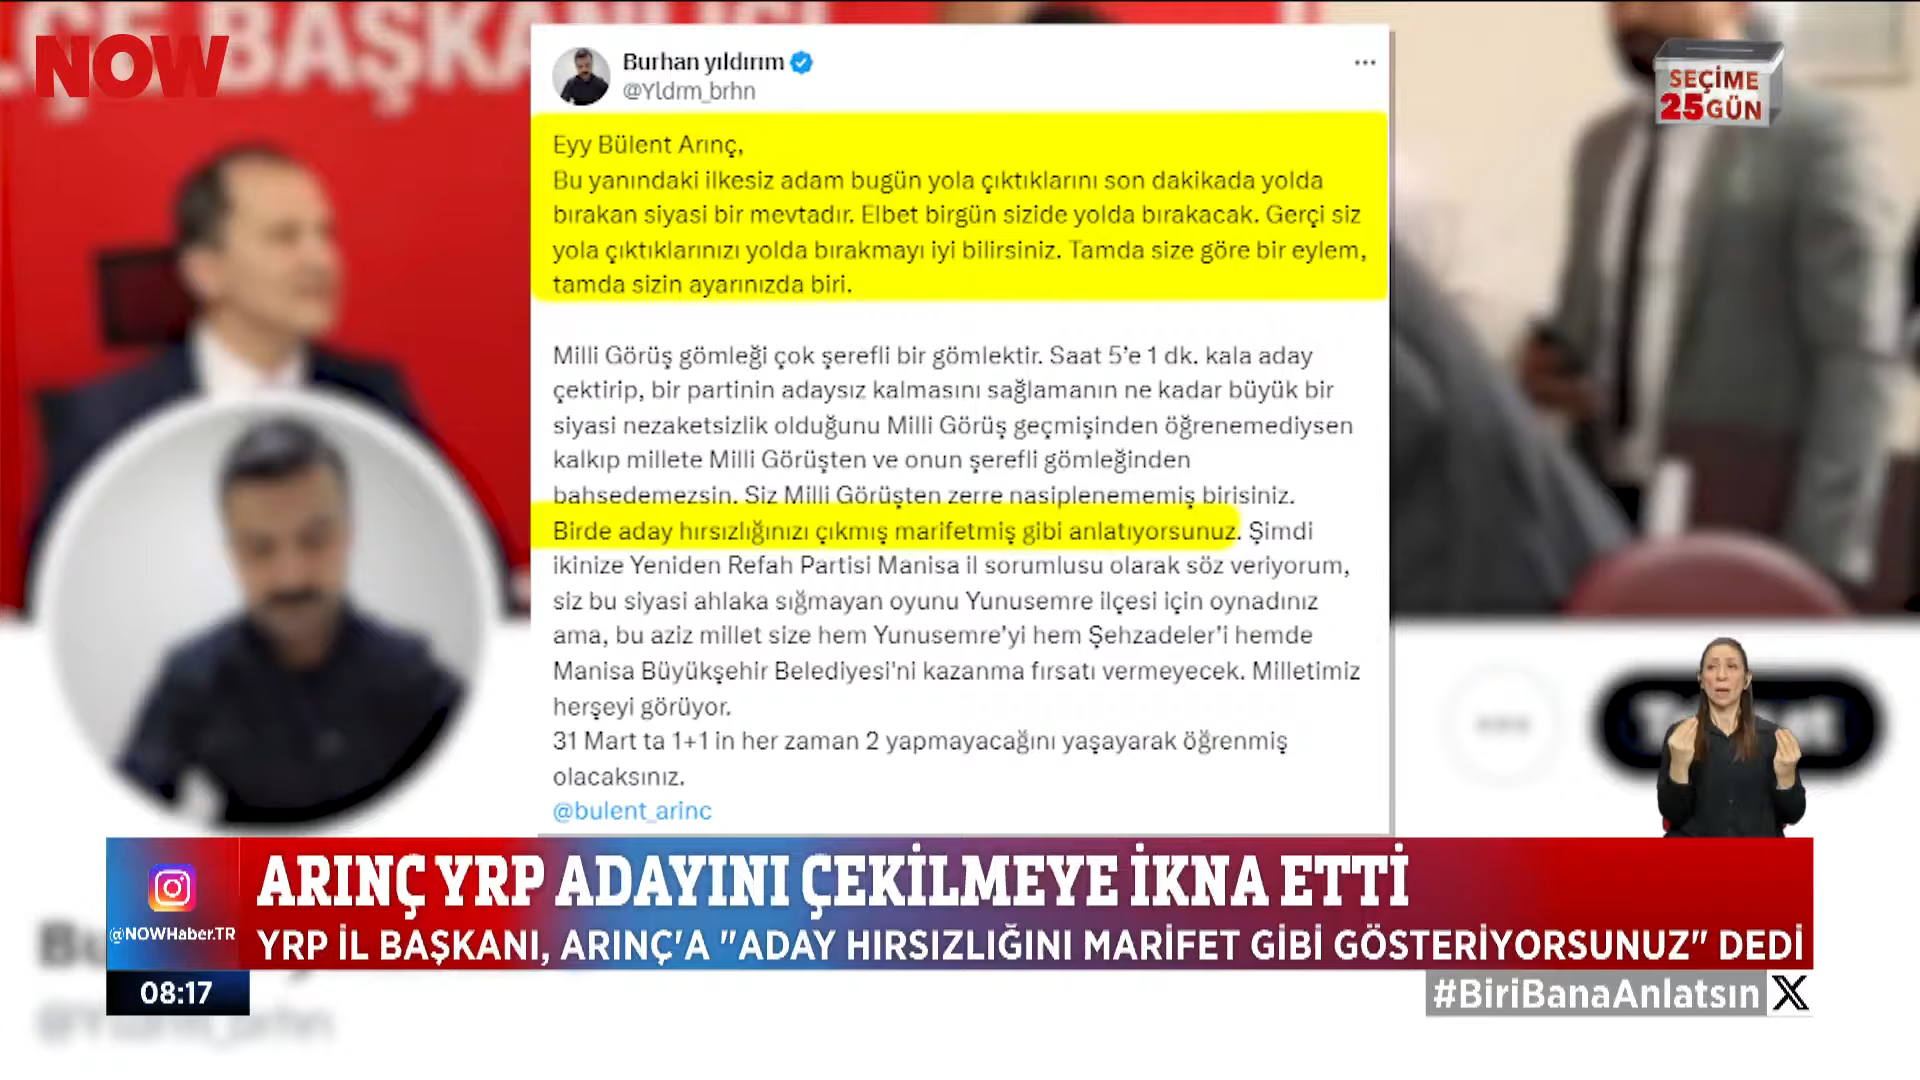 LÇE BAŞKANLIĞI
NOW
SEÇİME
25 GÜN
Burhan yıldırım
@Yldrm_brhn
Eyy Bülent Arınç,
Bu yanındaki ilkesiz adam bugün yola çıktıklarını son dakikada yolda
bırakan siyasi bir mevtadır. Elbet birgün sizide yolda bırakacak. Gerçi siz
yola çıktıklarınızı yolda bırakmayı iyi bilirsiniz. Tamda size göre bir eylem,
tamda sizin ayarınızda biri.
Milli Görüş gömleği çok şerefli bir gömlektir. Saat 5'e 1 dk. kala aday
çektirip, bir partinin adaysız kalmasını sağlamanın ne kadar büyük bir
siyasi nezaketsizlik olduğunu Milli Görüş geçmişinden öğrenemediysen
kalkıp millete Milli Görüşten ve onun şerefli gömleğinden
bahsedemezsin. Siz Milli Görüşten zerre nasiplenememiş birisiniz.
Birde aday hırsızlığınızı çıkmış marifetmiş gibi anlatıyorsunuz. Şimdi
ikinize Yeniden Refah Partisi Manisa il sorumlusu olarak söz veriyorum,
siz bu siyasi ahlaka sığmayan oyunu Yunusemre ilçesi için oynadınız
ama, bu aziz millet size hem Yunusemre'yi hem Şehzadeler'i hemde
Manisa Büyükşehir Belediyesi'ni kazanma fırsatı vermeyecek. Milletimiz
herşeyi görüyor.
31 Mart ta 1+1 in her zaman 2 yapmayacağını yaşayarak öğrenmiş
olacaksınız.
@bulent_arinc
ARINÇ YRP ADAYINI ÇEKİLMEYE İKNA ETTİ
@NOWHaber.TR
YRP İL BAŞKANI, ARINÇ'A "ADAY HIRSIZLIĞINI MARİFET GİBİ GÖSTERİYORSUNUZ" DEDİ
08:17
#BiriBanaAnlatsın X